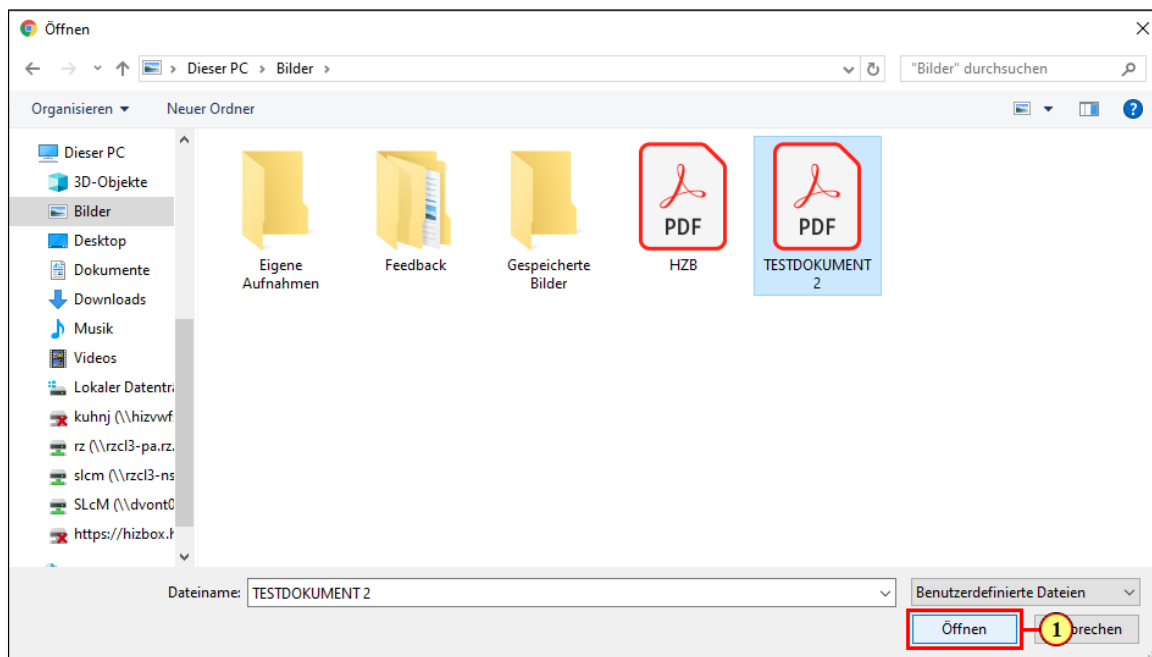 Öffnen
Dieser PC > Bilder >
"Bilder" durchsuchen
Organisieren
Neuer Ordner
?
Dieser PC
3D-Objekte
Bilder
Desktop
Dokumente
Downloads
Musik
Videos
Lokaler Datentr
kuhnj (\\hizvwf
rz (\\rzcl3-pa.rz.
slcm (\\rzcl3-ns
SLcM (\\dvont0
https://hizbox.h
Eigene
Aufnahmen
Feedback
Gespeicherte
Bilder
PDF
HZB
PDF
TESTDOKUMENT
2
Dateiname: TESTDOKUMENT 2
Benutzerdefinierte Dateien
Öffnen
1
brechen